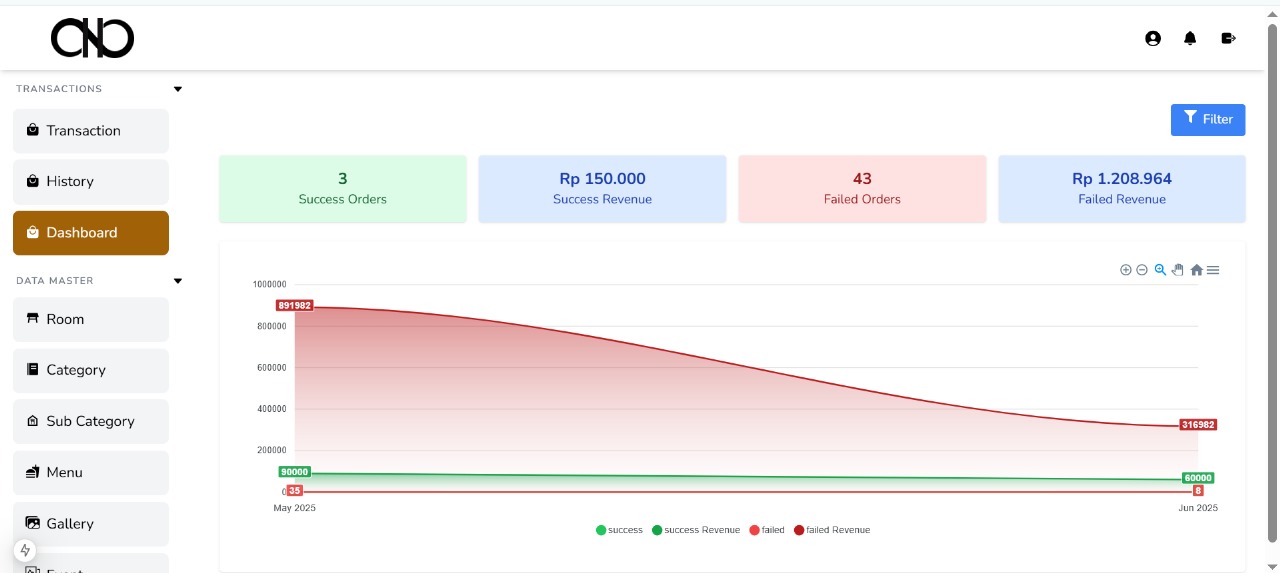 TRANSACTIONS
Transaction
History
Dashboard
DATA MASTER
Room
Category
Sub Category
Menu
Gallery
Filter
3
Success Orders
Rp 150.000
Success Revenue
43
Failed Orders
Rp 1.208.964
Failed Revenue
1000000
891982
800000
600000
400000
316982
200000
90000
60000
0
35
8
May 2025
Jun 2025
success
success Revenue
failed
failed Revenue